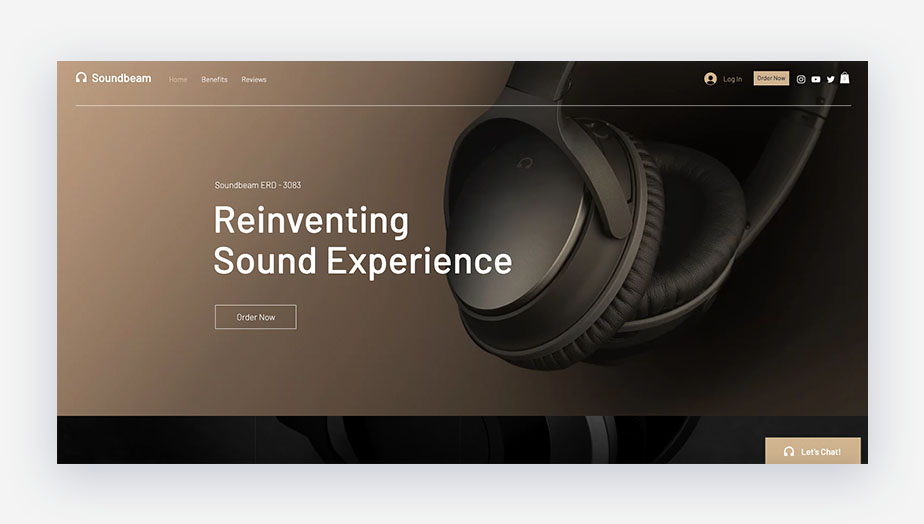 Soundbeam
Home Benefits Reviews
Log In
Order Now
Soundbeam ERD - 3083
Reinventing
Sound Experience
Order Now
Let's Chat!